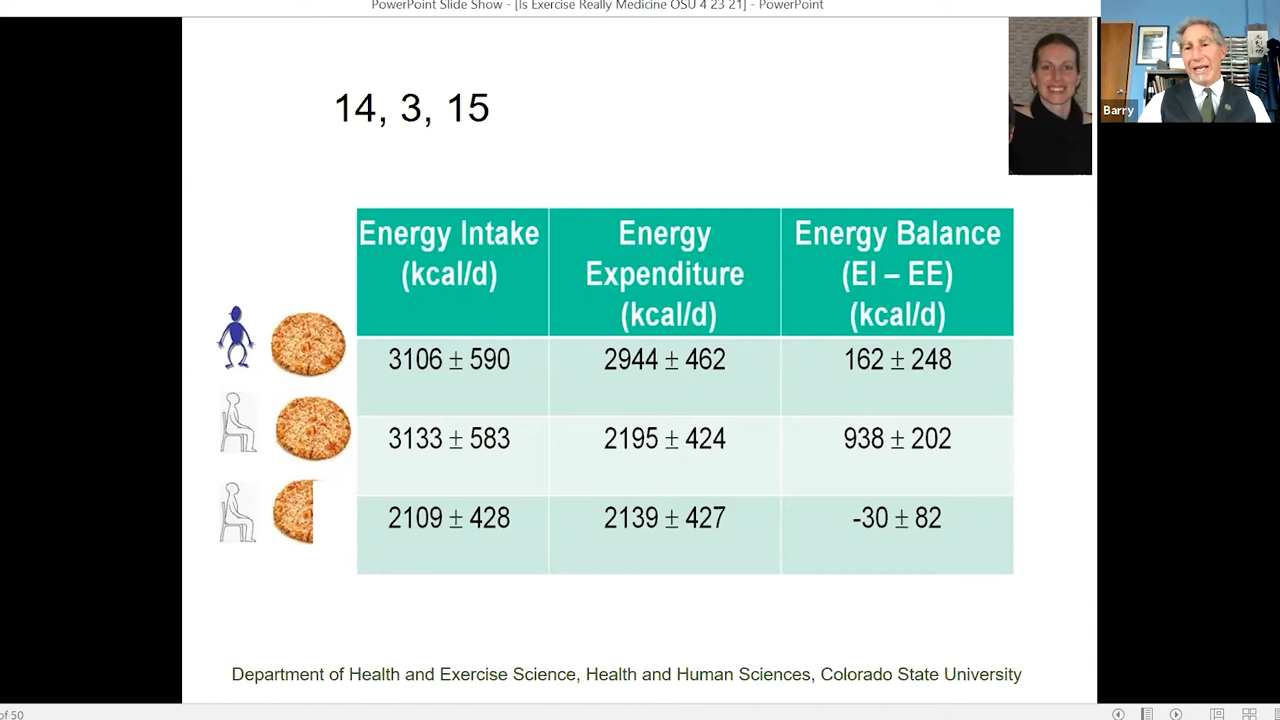 PowerPoint Slide Show - [Is Exercise Really Medicine OSU 4 23 21] - PowerPoint
Barry
14, 3, 15
Energy Intake (kcal/d)
Energy Expenditure (kcal/d)
Energy Balance (EI – EE) (kcal/d)
3106 ± 590
2944 ± 462
162 ± 248
3133 ± 583
2195 ± 424
938 ± 202
2109 ± 428
2139 ± 427
-30 ± 82
Department of Health and Exercise Science, Health and Human Sciences, Colorado State University
of 50